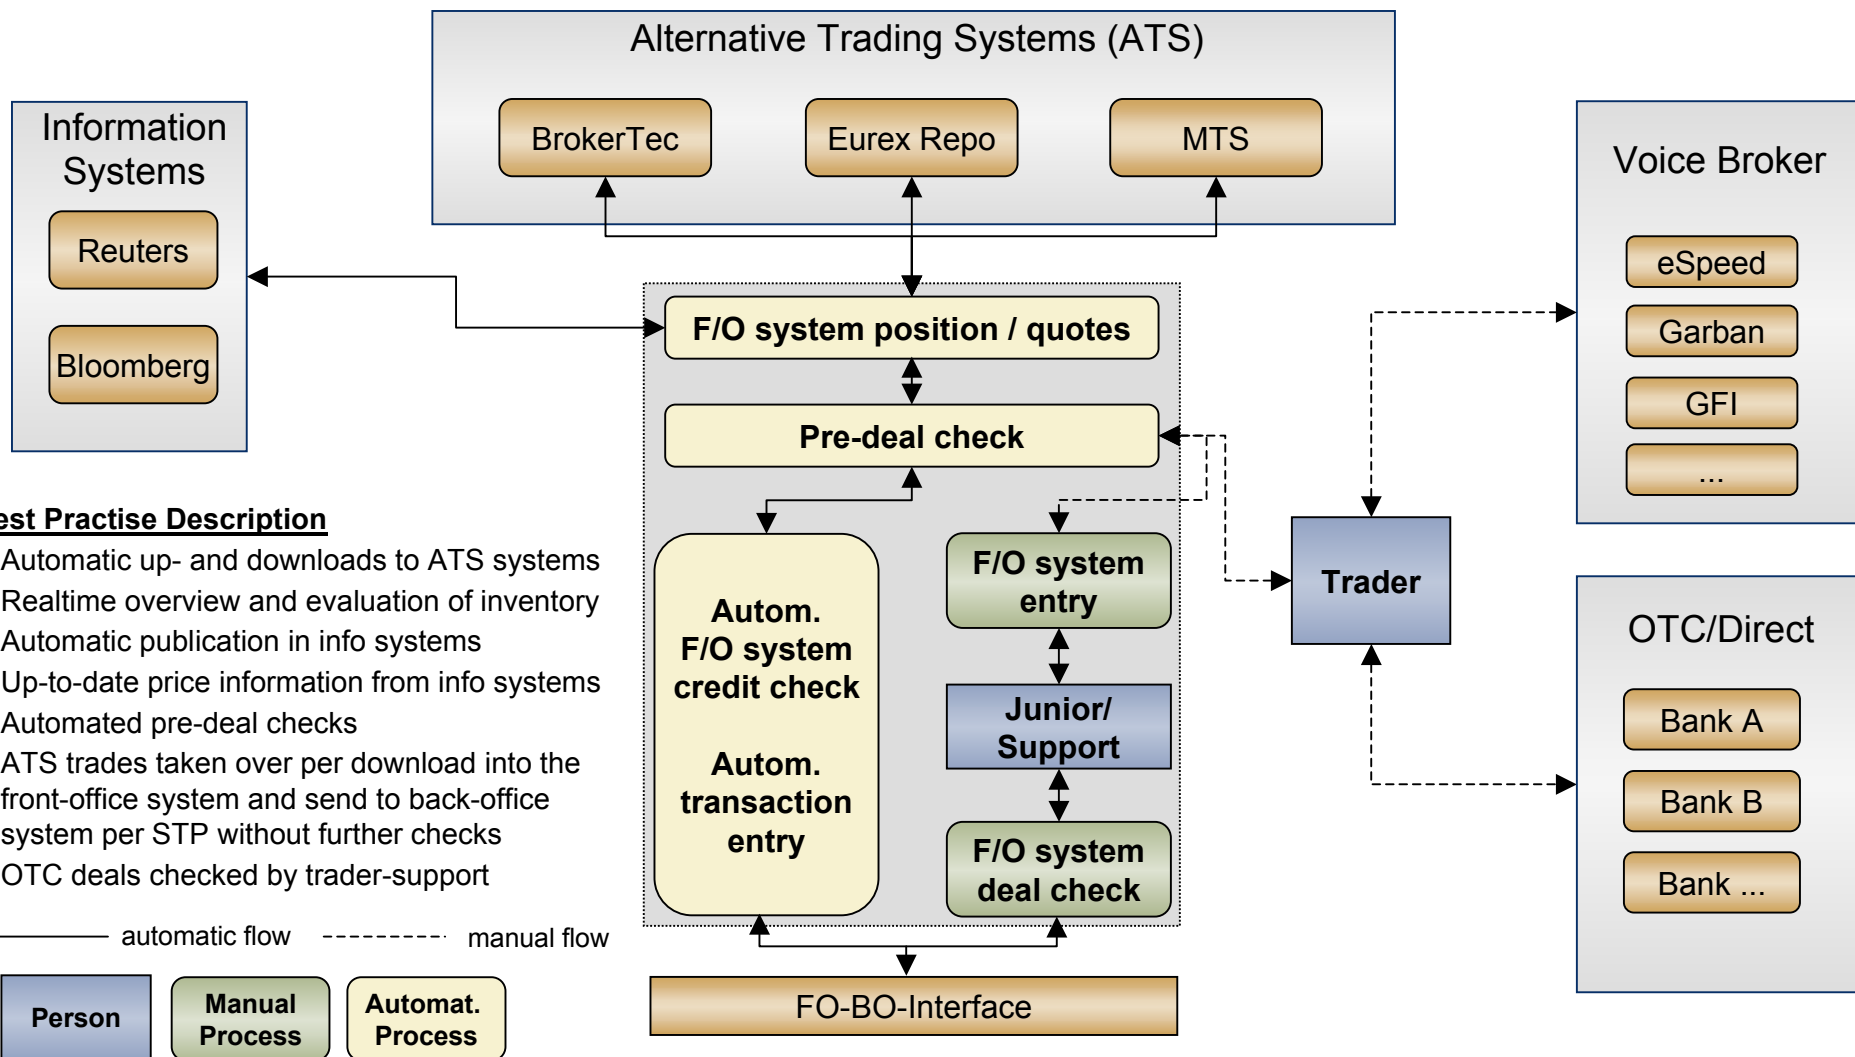 Alternative Trading Systems (ATS)
BrokerTec
Eurex Repo
MTS
Information
Systems
Reuters
Bloomberg
Voice Broker
eSpeed
Garban
GFI
...
F/O system position / quotes
Pre-deal check
Autom.
F/O system
credit check
Autom.
transaction
entry
F/O system
entry
Junior/
Support
F/O system
deal check
Trader
OTC/Direct
Bank A
Bank B
Bank ...
FO-BO-Interface
est Practise Description
Automatic up- and downloads to ATS systems
Realtime overview and evaluation of inventory
Automatic publication in info systems
Up-to-date price information from info systems
Automated pre-deal checks
ATS trades taken over per download into the
front-office system and send to back-office
system per STP without further checks
OTC deals checked by trader-support
automatic flow
manual flow
Person
Manual
Process
Automat.
Process